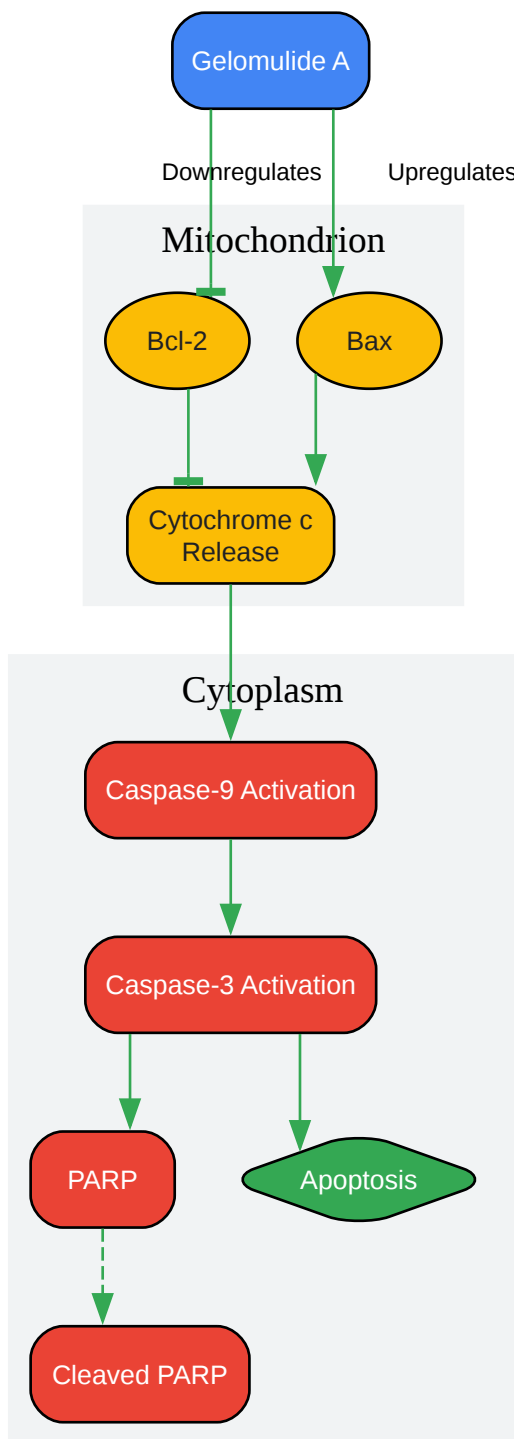 Gelomulide A
Downregulates
Upregulates
Mitochondrion
Bcl-2
Bax
Cytochrome c
Release
Cytoplasm
Caspase-9 Activation
Caspase-3 Activation
PARP
Apoptosis
Cleaved PARP